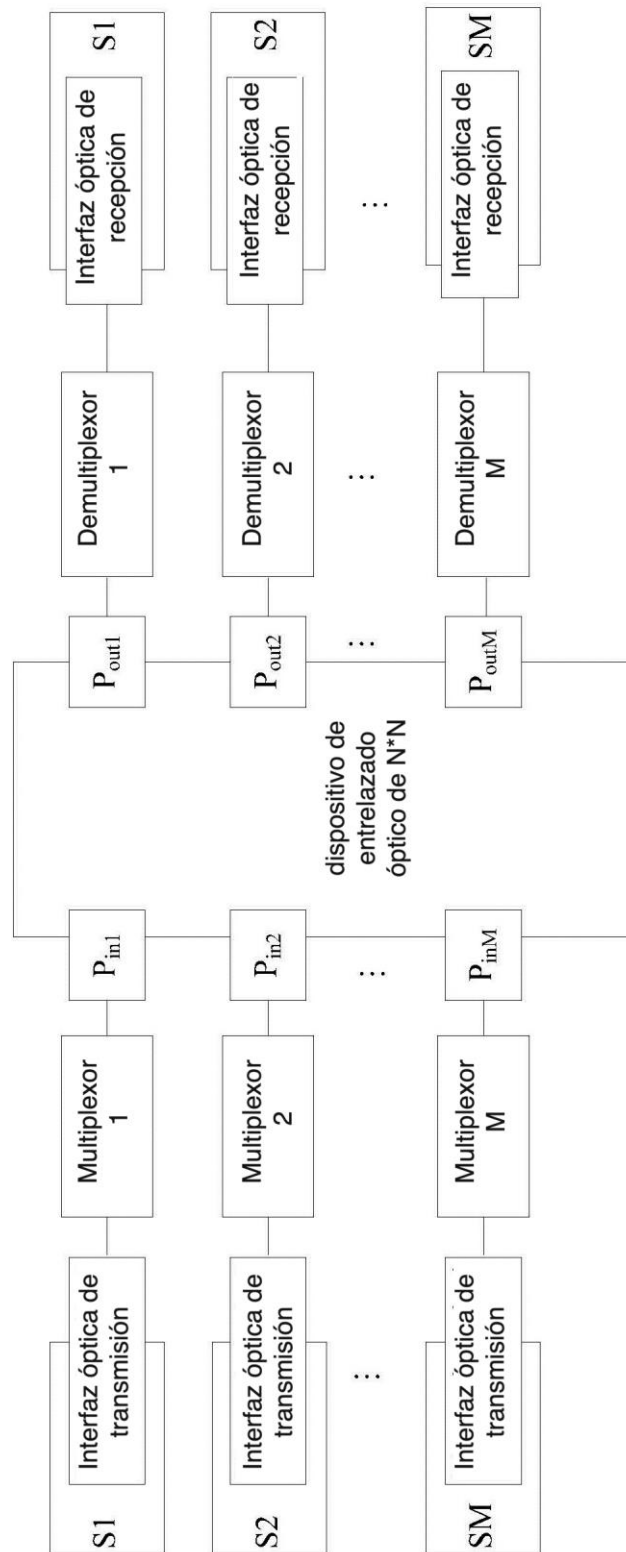 S1
Interfaz óptica de
transmisión
Multiplexor
1
Pin1
Pout1
Demultiplexor
1
Interfaz óptica de
recepción
S1
S2
Interfaz óptica de
transmisión
Multiplexor
2
Pin2
Pout2
Demultiplexor
2
Interfaz óptica de
recepción
S2
dispositivo de
entrelazado
óptico de N*N
...
...
...
...
...
SM
Interfaz óptica de
transmisión
Multiplexor
M
PinM
PoutM
Demultiplexor
M
Interfaz óptica de
recepción
SM